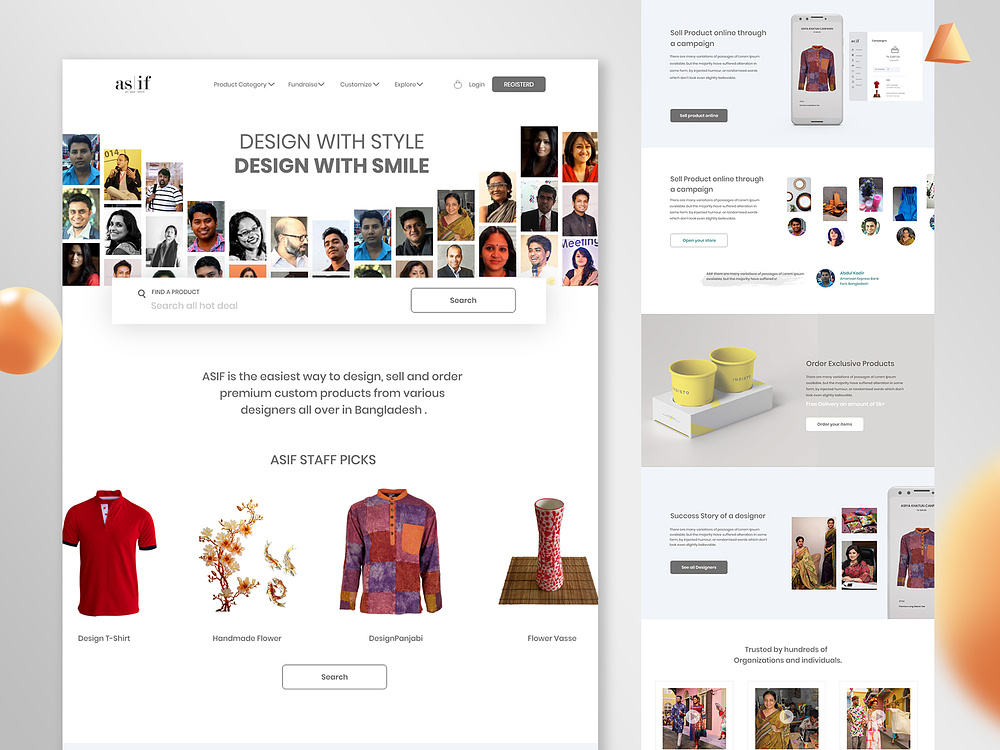 as if
Product Category
Fundraise
Customize
Explore
Login
REGISTERD
DESIGN WITH STYLE
DESIGN WITH SMILE
014
Meeting
FIND A PRODUCT
Search all hot deal
Search
ASIF is the easiest way to design, sell and order
premium custom products from various
designers all over in Bangladesh .
ASIF STAFF PICKS
Design T-Shirt
Handmade Flower
DesignPanjabi
Flower Vasse
Search
Sell Product online through
a campaign
There are many variations of passages of Lorem Ipsum
available, but the majority have suffered alteration in
some form, by injected humour, or randomised words
which don't look even slightly believable.
Sell product online
Campaigns
Sell Product online through
a campaign
There are many variations of passages of Lorem Ipsum
available, but the majority have suffered alteration in
some form, by injected humour, or randomised words
which don't look even slightly believable.
Open your store
ASIF there are many variations of passages of Lorem Ipsum
Abdul Kadir
American Express Bank
Paris Bangladesh
Order Exclusive Products
There are many variations of passages of Lorem Ipsum
available, but the majority have suffered alteration in some
form, by injected humour, or randomised words which don't
look even slightly believable.
Free Delivery on amount of 5k+
Order your items
Success Story of a designer
There are many variations of passages of Lorem Ipsum
available, but the majority have suffered alteration in some
form, by injected humour, or randomised words which don't
look even slightly believable.
See all Designers
Trusted by hundreds of
Organizations and individuals.